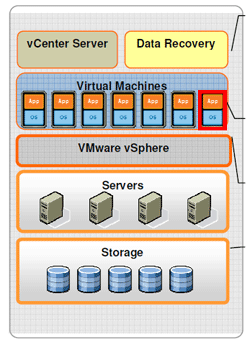 vCenter Server
Data Recovery
Virtual Machines
App App App App App App App
OS OS OS OS OS OS OS
VMware vSphere
Servers
Storage